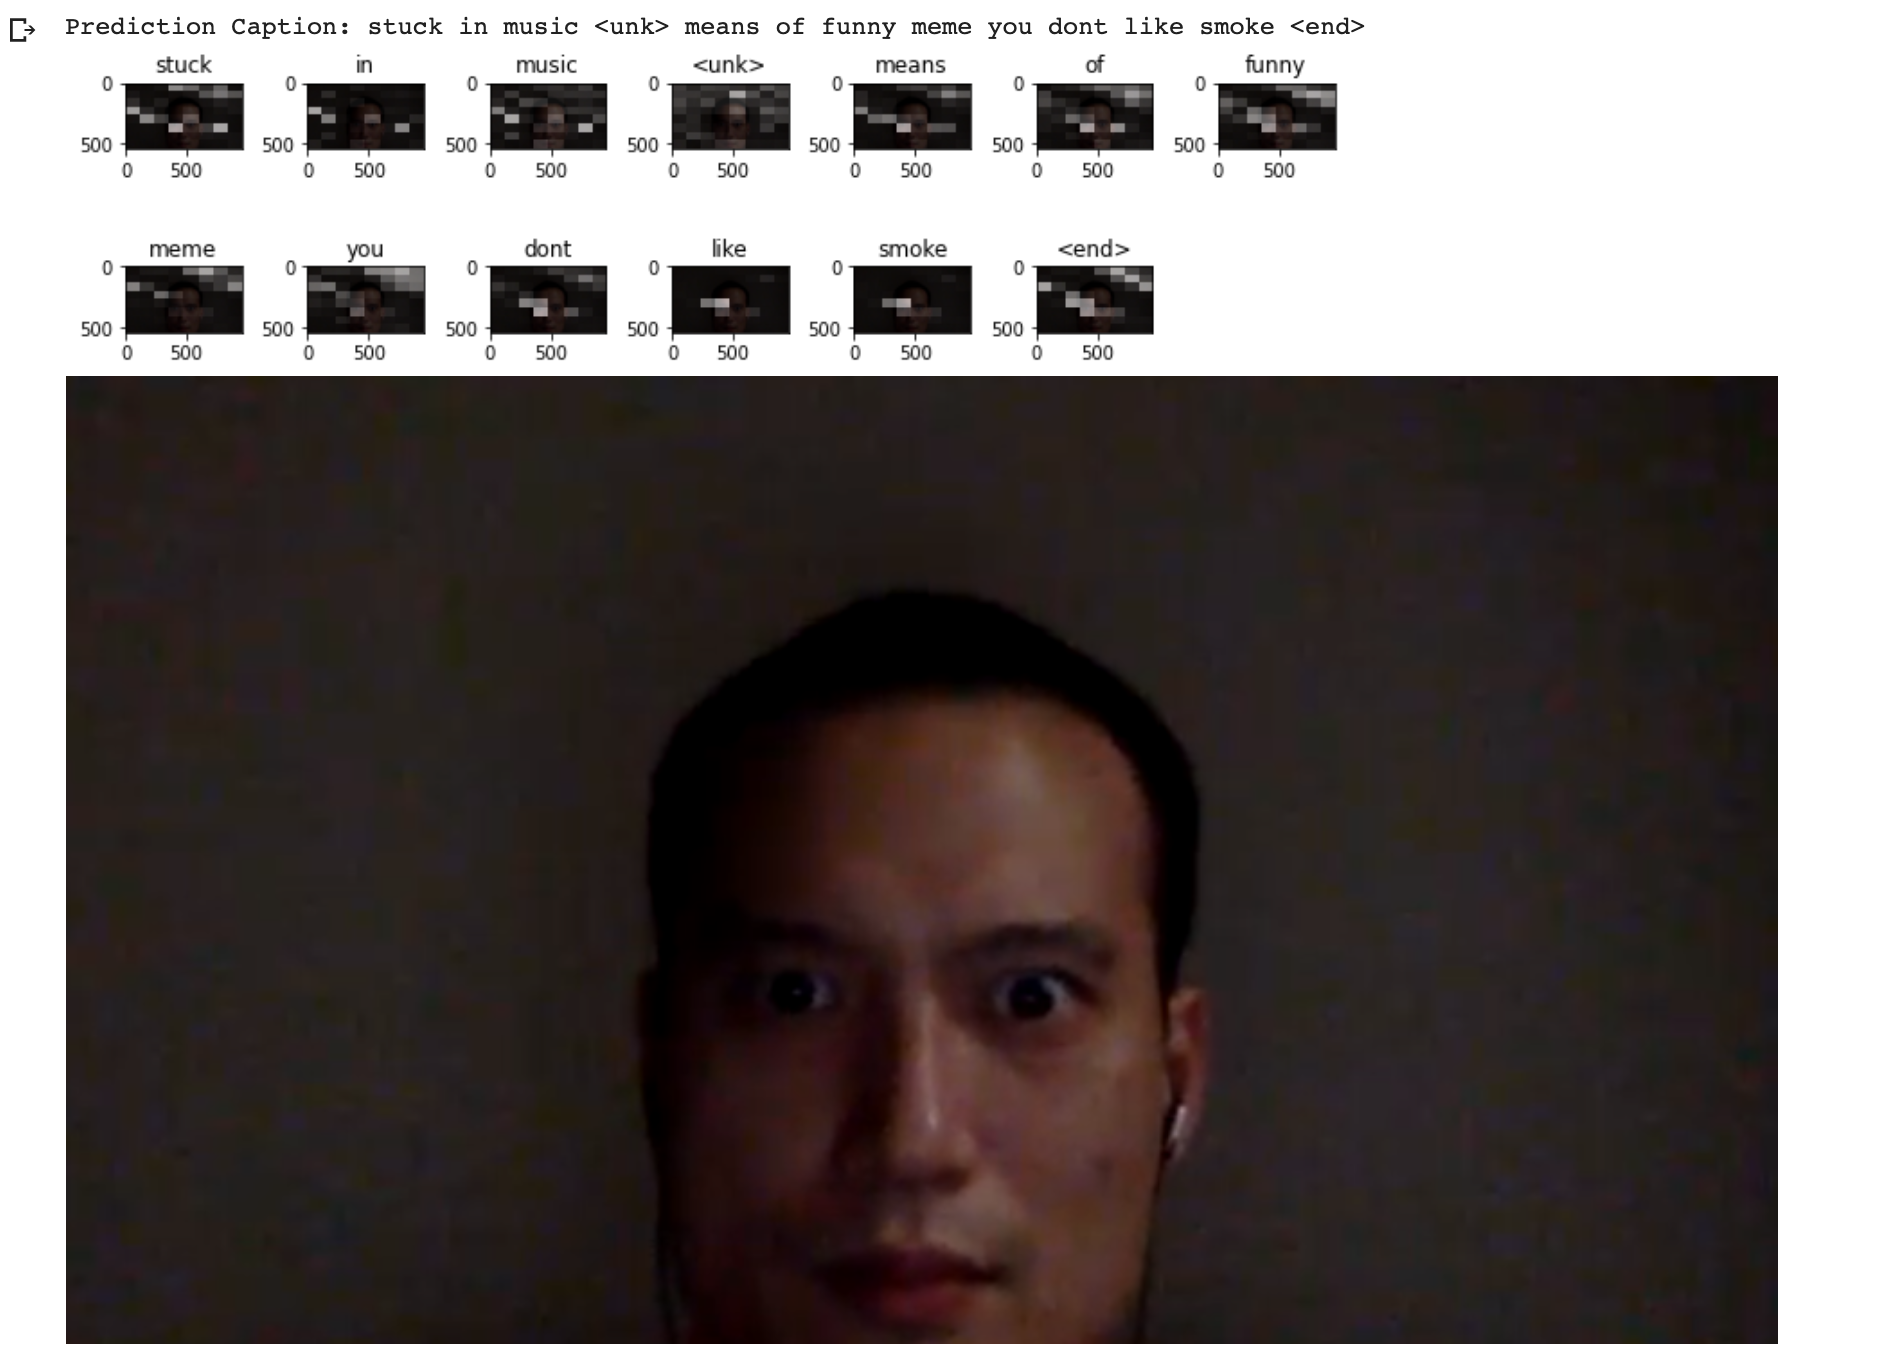 Prediction Caption: stuck in music <unk> means of funny meme you dont like smoke <end>
stuck in music <unk> means of funny
0 0 0 0 0 0 0
500 500 500 500 500 500 500
0 500 0 500 0 500 0 500 0 500 0 500 0 500
meme you dont like smoke <end>
0 0 0 0 0 0
500 500 500 500 500 500
0 500 0 500 0 500 0 500 0 500 0 500